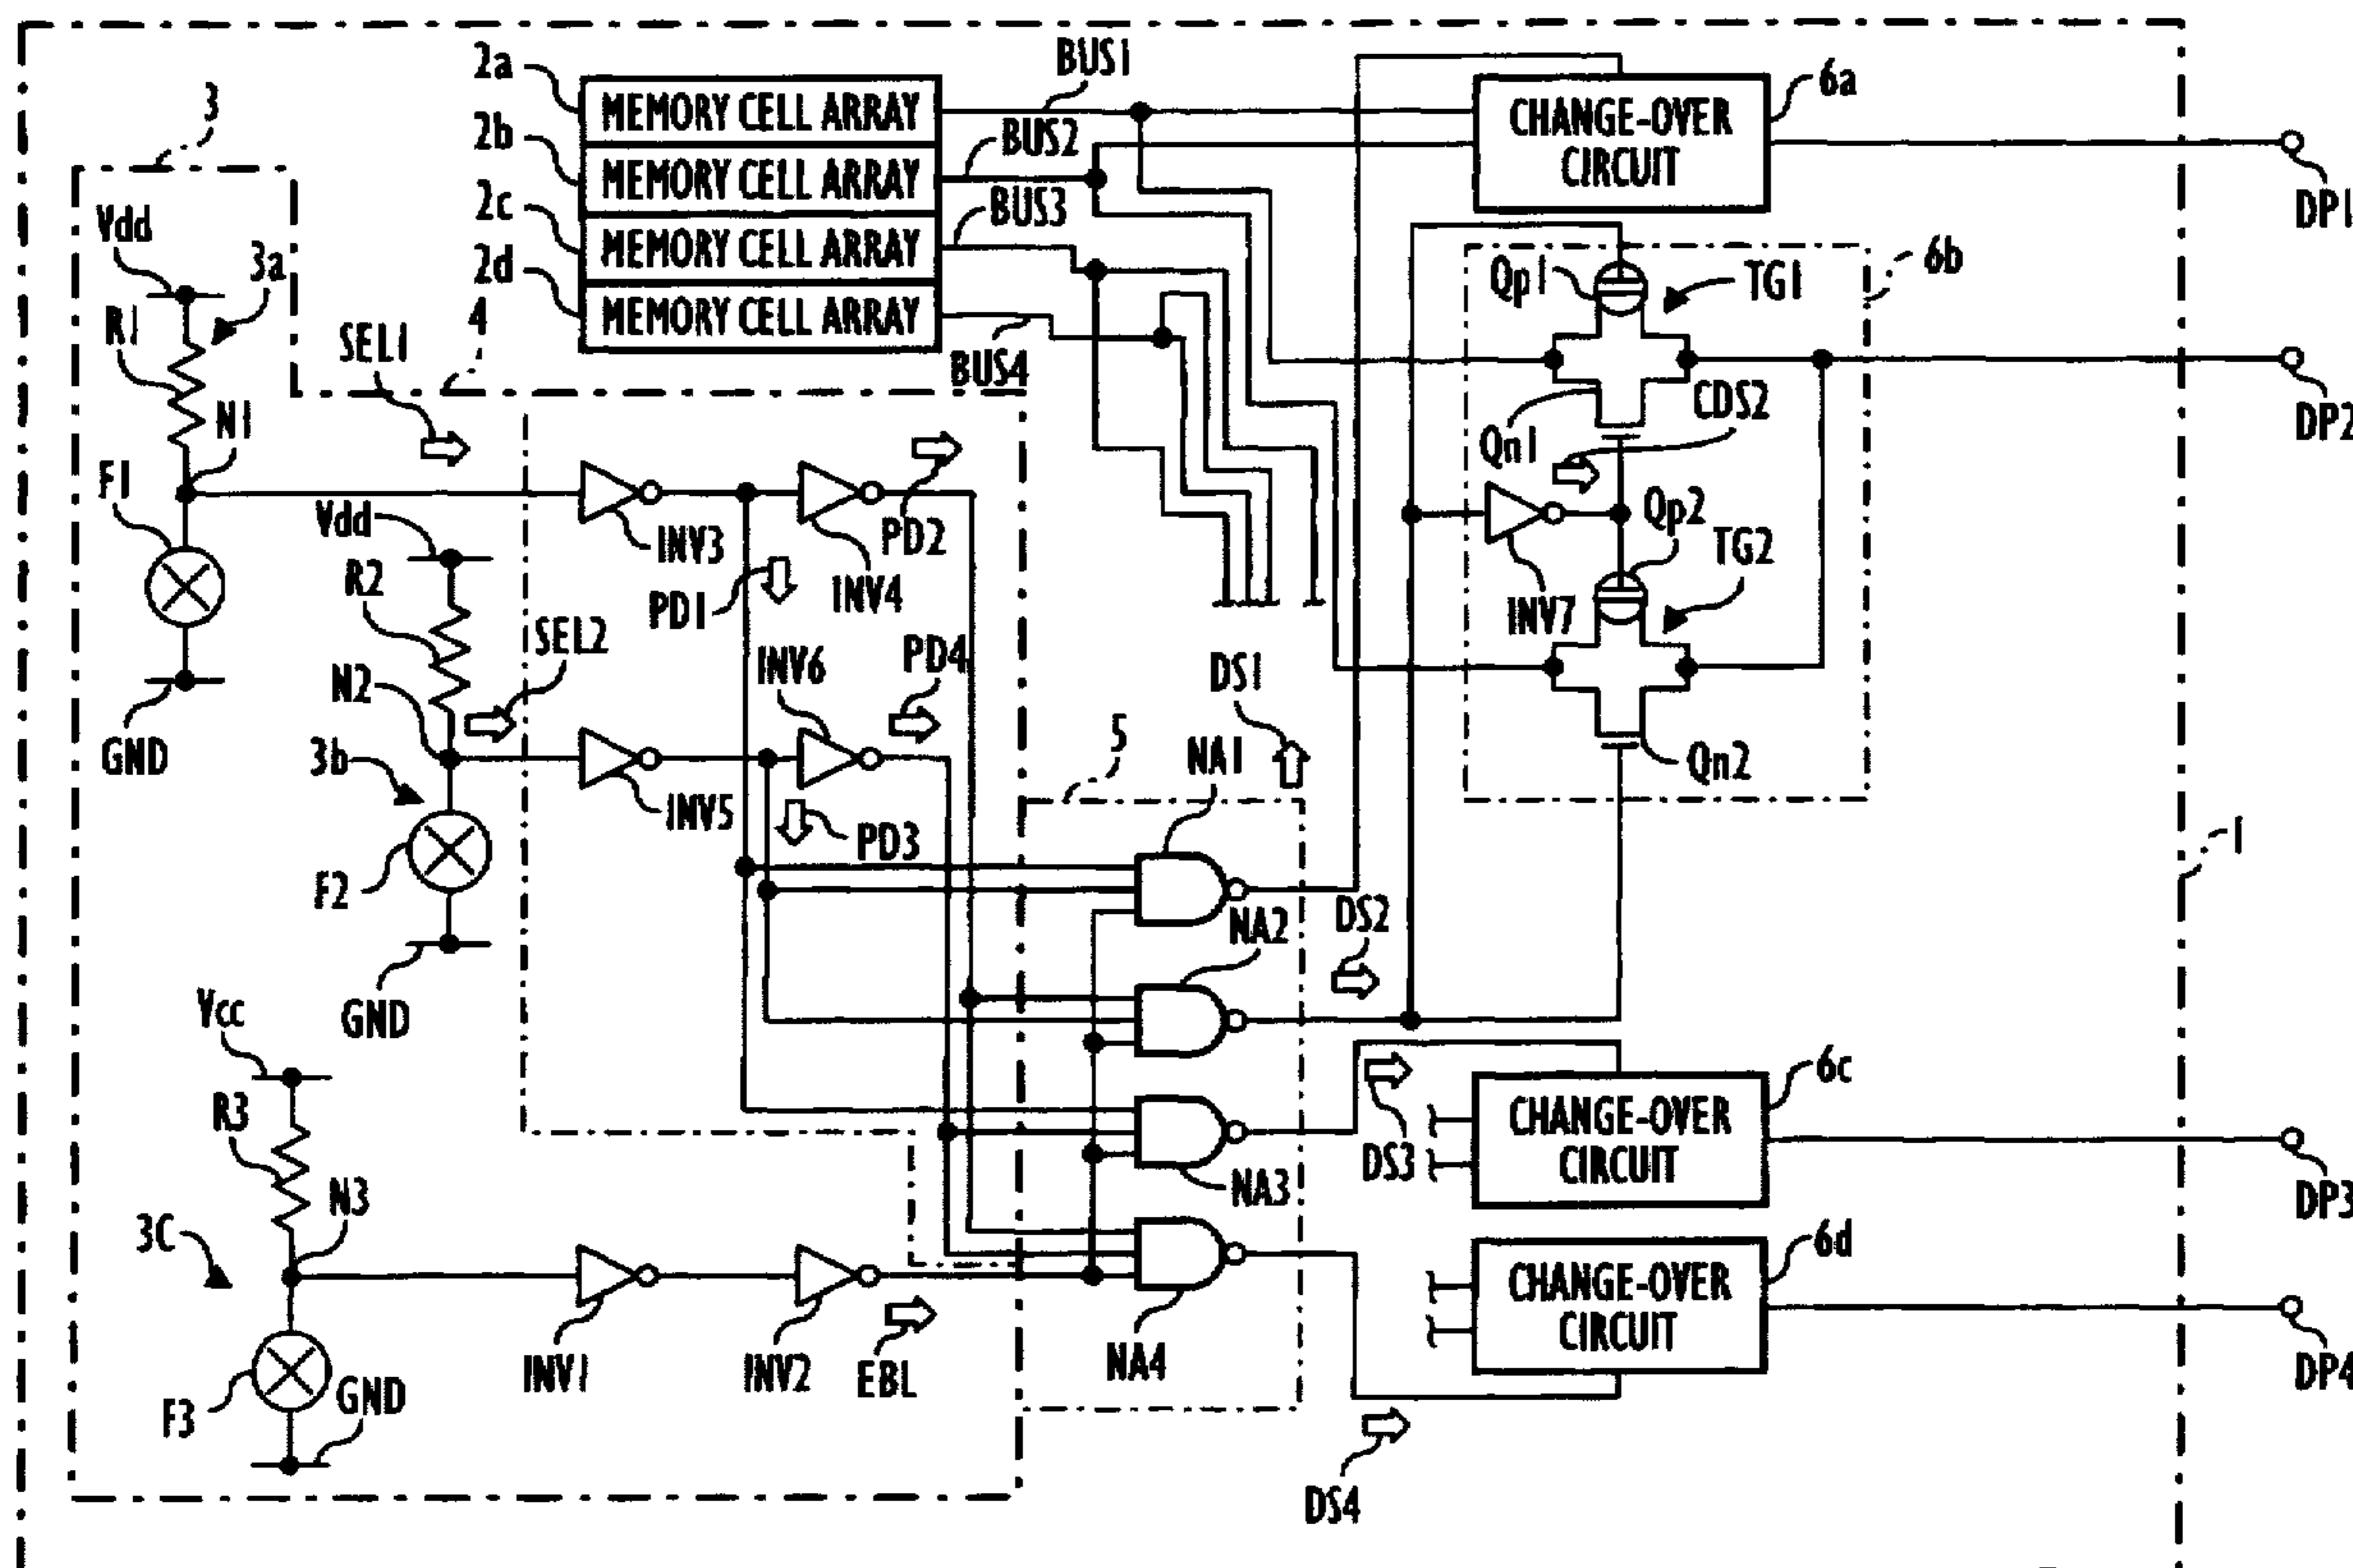 2a
MEMORY CELL ARRAY
BUS1
CHANGE-OVER
CIRCUIT
6a
3
2b
MEMORY CELL ARRAY
BUS2
DP1
2c
MEMORY CELL ARRAY
BUS3
2d
MEMORY CELL ARRAY
BUS4
Vdd
3a
R1
SEL1
4
N1
F1
GND
Qp1
TG1
6b
Qn1
CDS2
DP2
Qp2
TG2
INV7
Qn2
INV3
PD2
INV4
PD1
Vdd
R2
SEL2
N2
3b
F2
GND
INV6
PD4
INV5
PD3
DS1
5
NA1
1
NA2
DS2
Vcc
R3
N3
3C
F3
GND
INV1
INV2
EBL
NA3
NA4
DS3
CHANGE-OVER
CIRCUIT
6c
DP3
CHANGE-OVER
CIRCUIT
6d
DP4
DS4